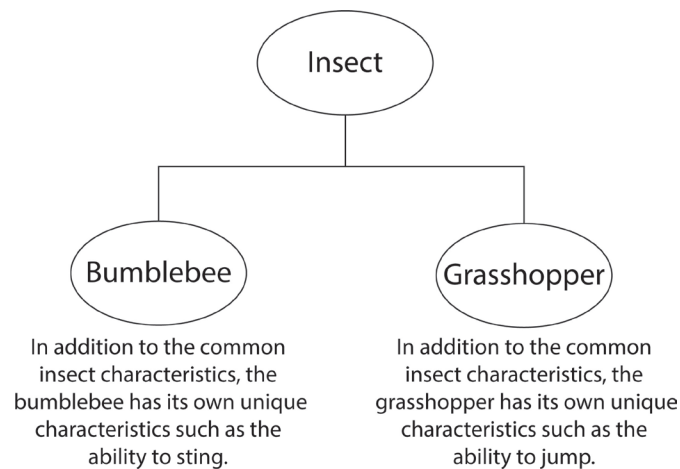 Insect
Bumblebee
Grasshopper
In addition to the common
insect characteristics, the
bumblebee has its own unique
characteristics such as the
ability to sting.
In addition to the common
insect characteristics, the
grasshopper has its own unique
characteristics such as the
ability to jump.